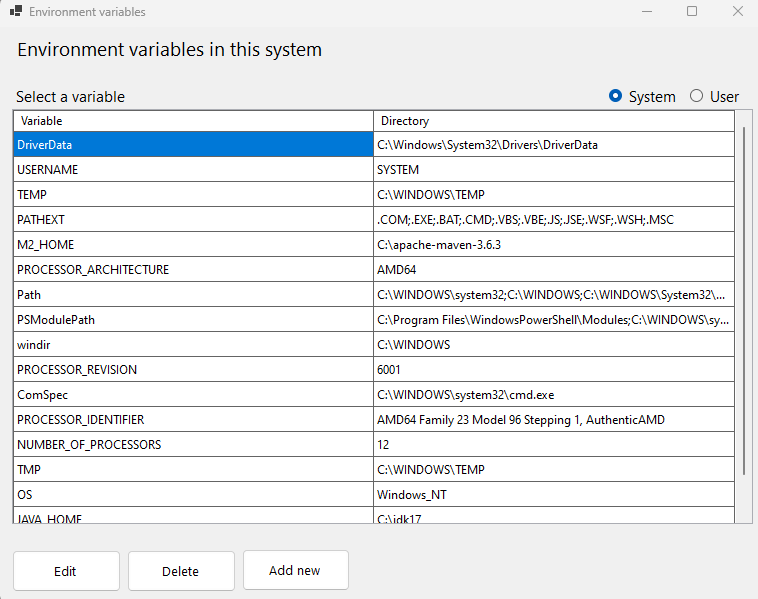 Environment variables
Environment variables in this system
Select a variable System User
Variable Directory
DriverData C:\Windows\System32\Drivers\DriverData
USERNAME SYSTEM
TEMP C:\WINDOWS\TEMP
PATHEXT .COM;.EXE;.BAT;.CMD;.VBS;.VBE;.JS;.JSE;.WSF;.WSH;.MSC
M2_HOME C:\apache-maven-3.6.3
PROCESSOR_ARCHITECTURE AMD64
Path C:\WINDOWS\system32;C:\WINDOWS;C:\WINDOWS\System32\...
PSModulePath C:\Program Files\WindowsPowerShell\Modules;C:\WINDOWS\sy...
windir C:\WINDOWS
PROCESSOR_REVISION 6001
ComSpec C:\WINDOWS\system32\cmd.exe
PROCESSOR_IDENTIFIER AMD64 Family 23 Model 96 Stepping 1, AuthenticAMD
NUMBER_OF_PROCESSORS 12
TMP C:\WINDOWS\TEMP
OS Windows_NT
JAVA_HOME C:\jdk17
Edit Delete Add new